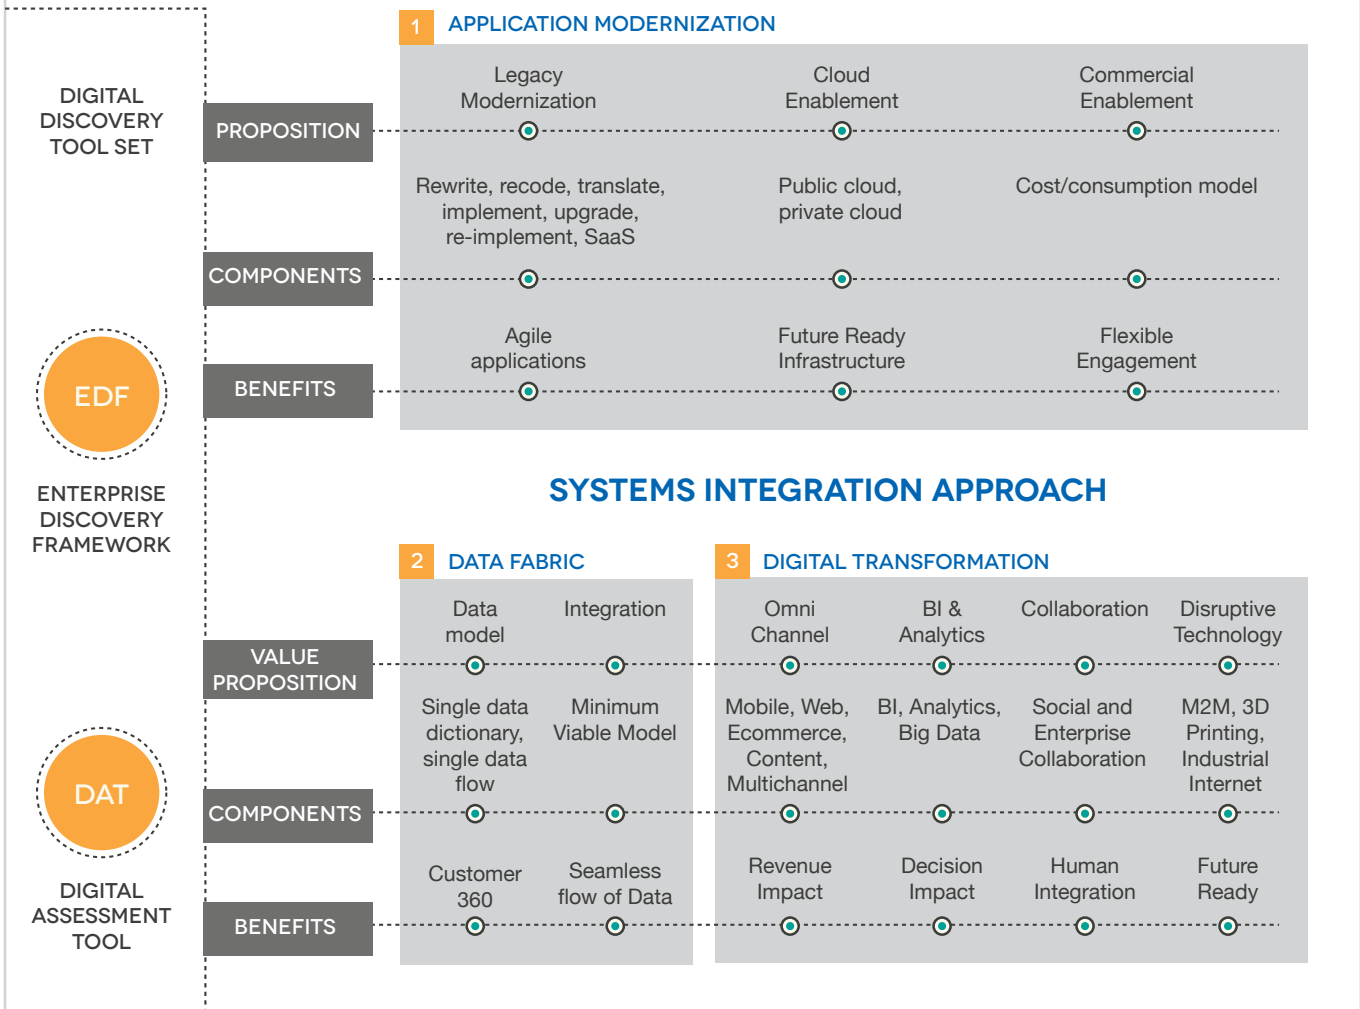 DIGITAL
DISCOVERY
TOOL SET
EDF
ENTERPRISE
DISCOVERY
FRAMEWORK
DAT
DIGITAL
ASSESSMENT
TOOL
1 APPLICATION MODERNIZATION
PROPOSITION
Legacy
Modernization
Cloud
Enablement
Commercial
Enablement
COMPONENTS
Rewrite, recode, translate,
implement, upgrade,
re-implement, SaaS
Public cloud,
private cloud
Cost/consumption model
BENEFITS
Agile
applications
Future Ready
Infrastructure
Flexible
Engagement
SYSTEMS INTEGRATION APPROACH
2 DATA FABRIC
3 DIGITAL TRANSFORMATION
VALUE
PROPOSITION
Data
model
Integration
Omni
Channel
BI &
Analytics
Collaboration
Disruptive
Technology
COMPONENTS
Single data
dictionary,
single data
flow
Minimum
Viable Model
Mobile, Web,
Ecommerce,
Content,
Multichannel
BI, Analytics,
Big Data
Social and
Enterprise
Collaboration
M2M, 3D
Printing,
Industrial
Internet
BENEFITS
Customer
360
Seamless
flow of Data
Revenue
Impact
Decision
Impact
Human
Integration
Future
Ready